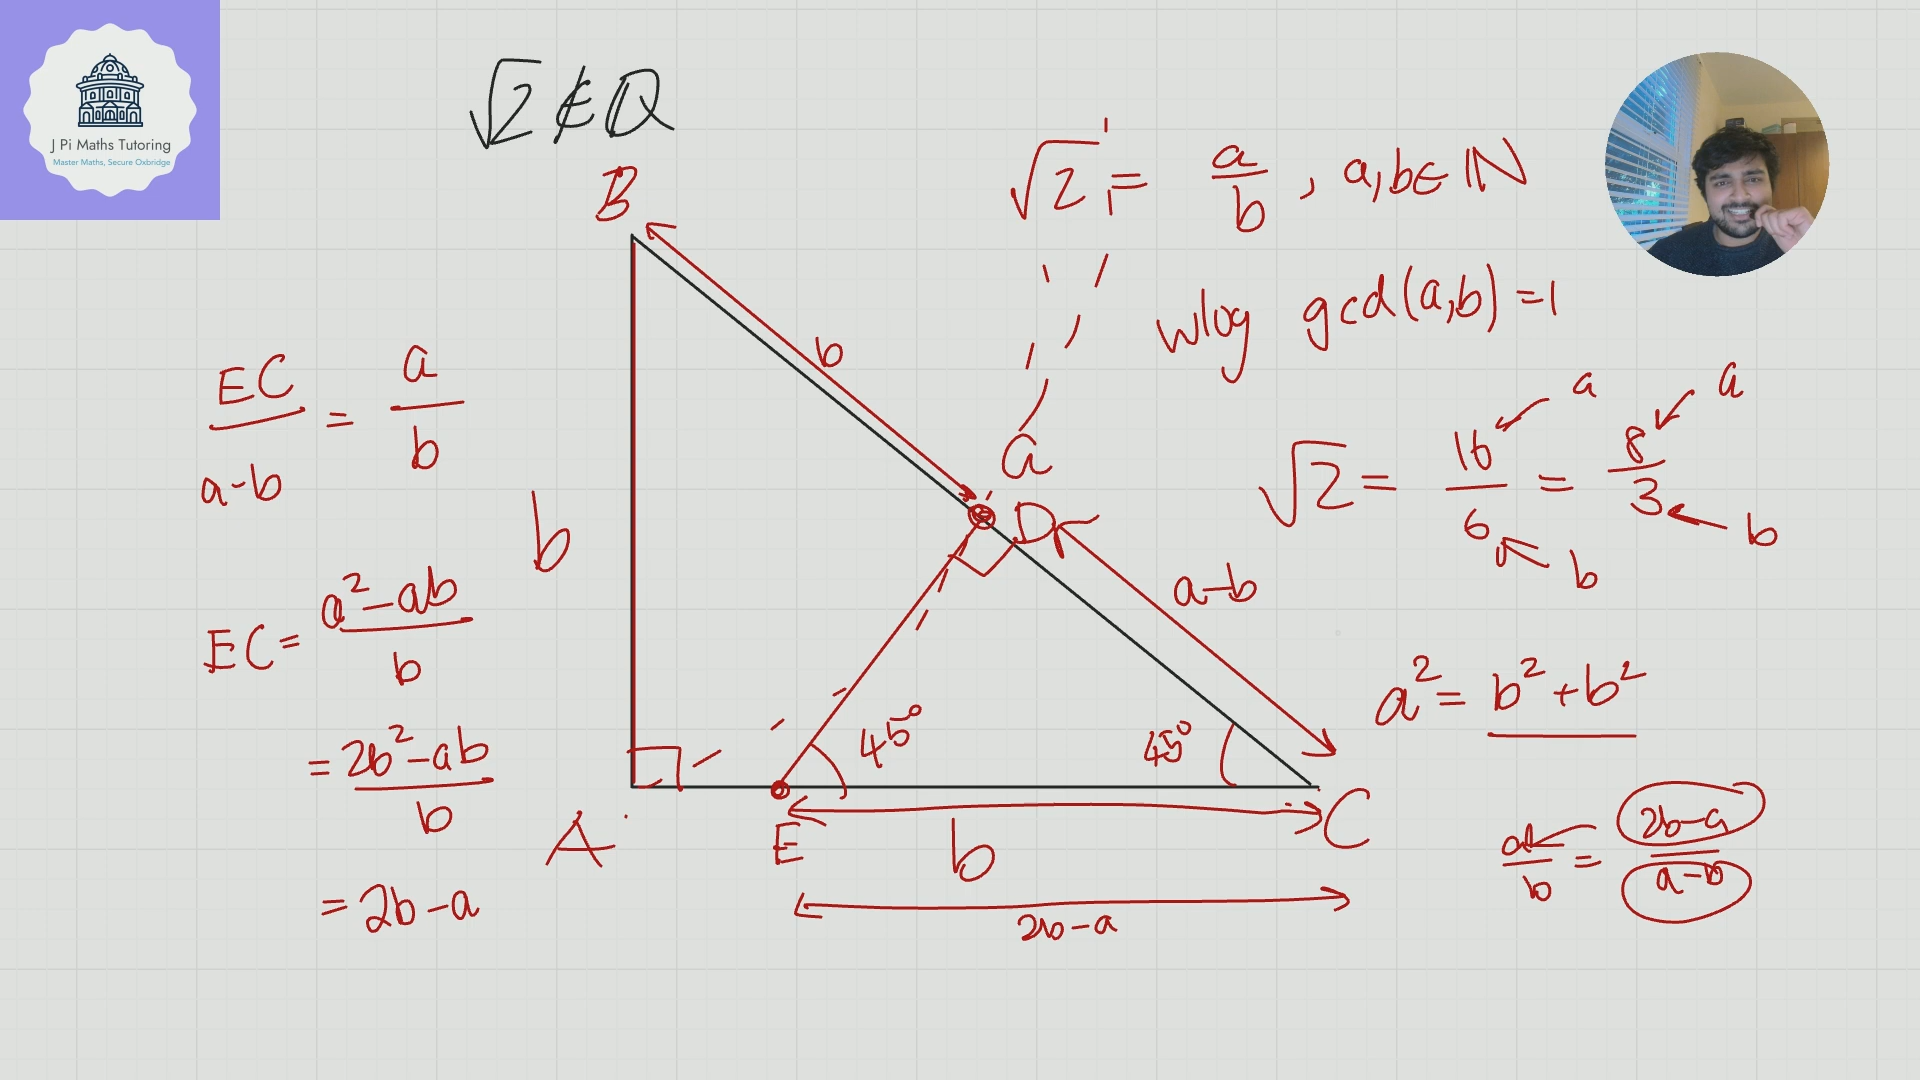 J Pi Maths Tutoring
Master Maths, Secure Oxbridge
√2 ∉ ℚ
√2 = a/b , a,b ∈ ℕ
wlog gcd(a,b) = 1
√2 = 16/6 = 8/3
a
a
b
b
a² = b² + b²
a/b = (2b-a)/(a-b)
B
b
a
D
a-b
b
45°
45°
A
E
C
b
2b-a
EC/(a-b) = a/b
EC = (a²-ab)/b
= (2b²-ab)/b
= 2b-a